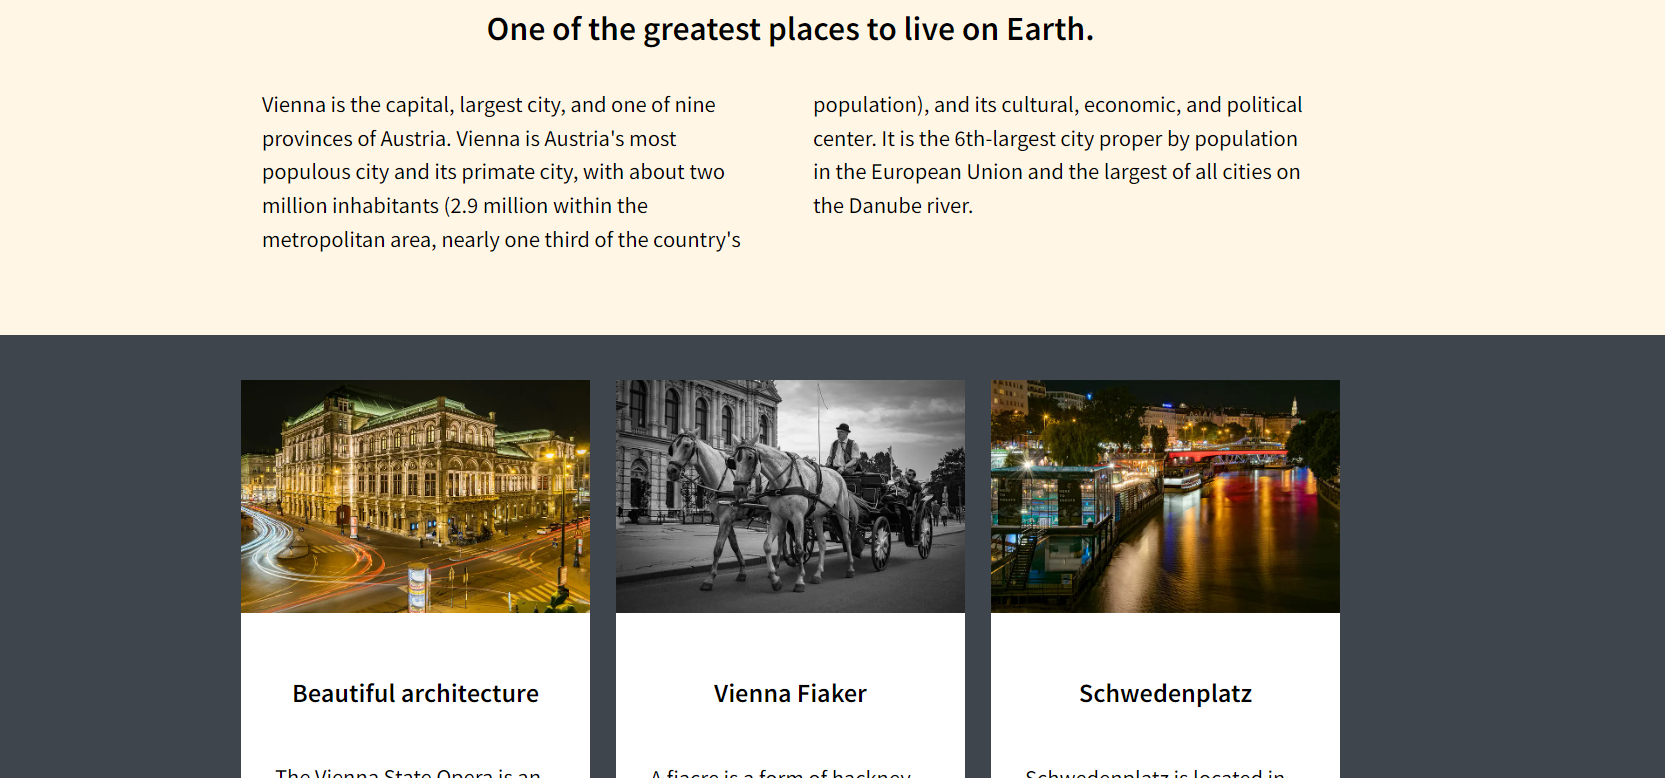 One of the greatest places to live on Earth.
Vienna is the capital, largest city, and one of nine
provinces of Austria. Vienna is Austria's most
populous city and its primate city, with about two
million inhabitants (2.9 million within the
metropolitan area, nearly one third of the country's
population), and its cultural, economic, and political
center. It is the 6th-largest city proper by population
in the European Union and the largest of all cities on
the Danube river.
Beautiful architecture
The Vienna State Opera is an
Vienna Fiaker
A fiacre is a form of hackney
Schwedenplatz
Schwedenplatz is located in